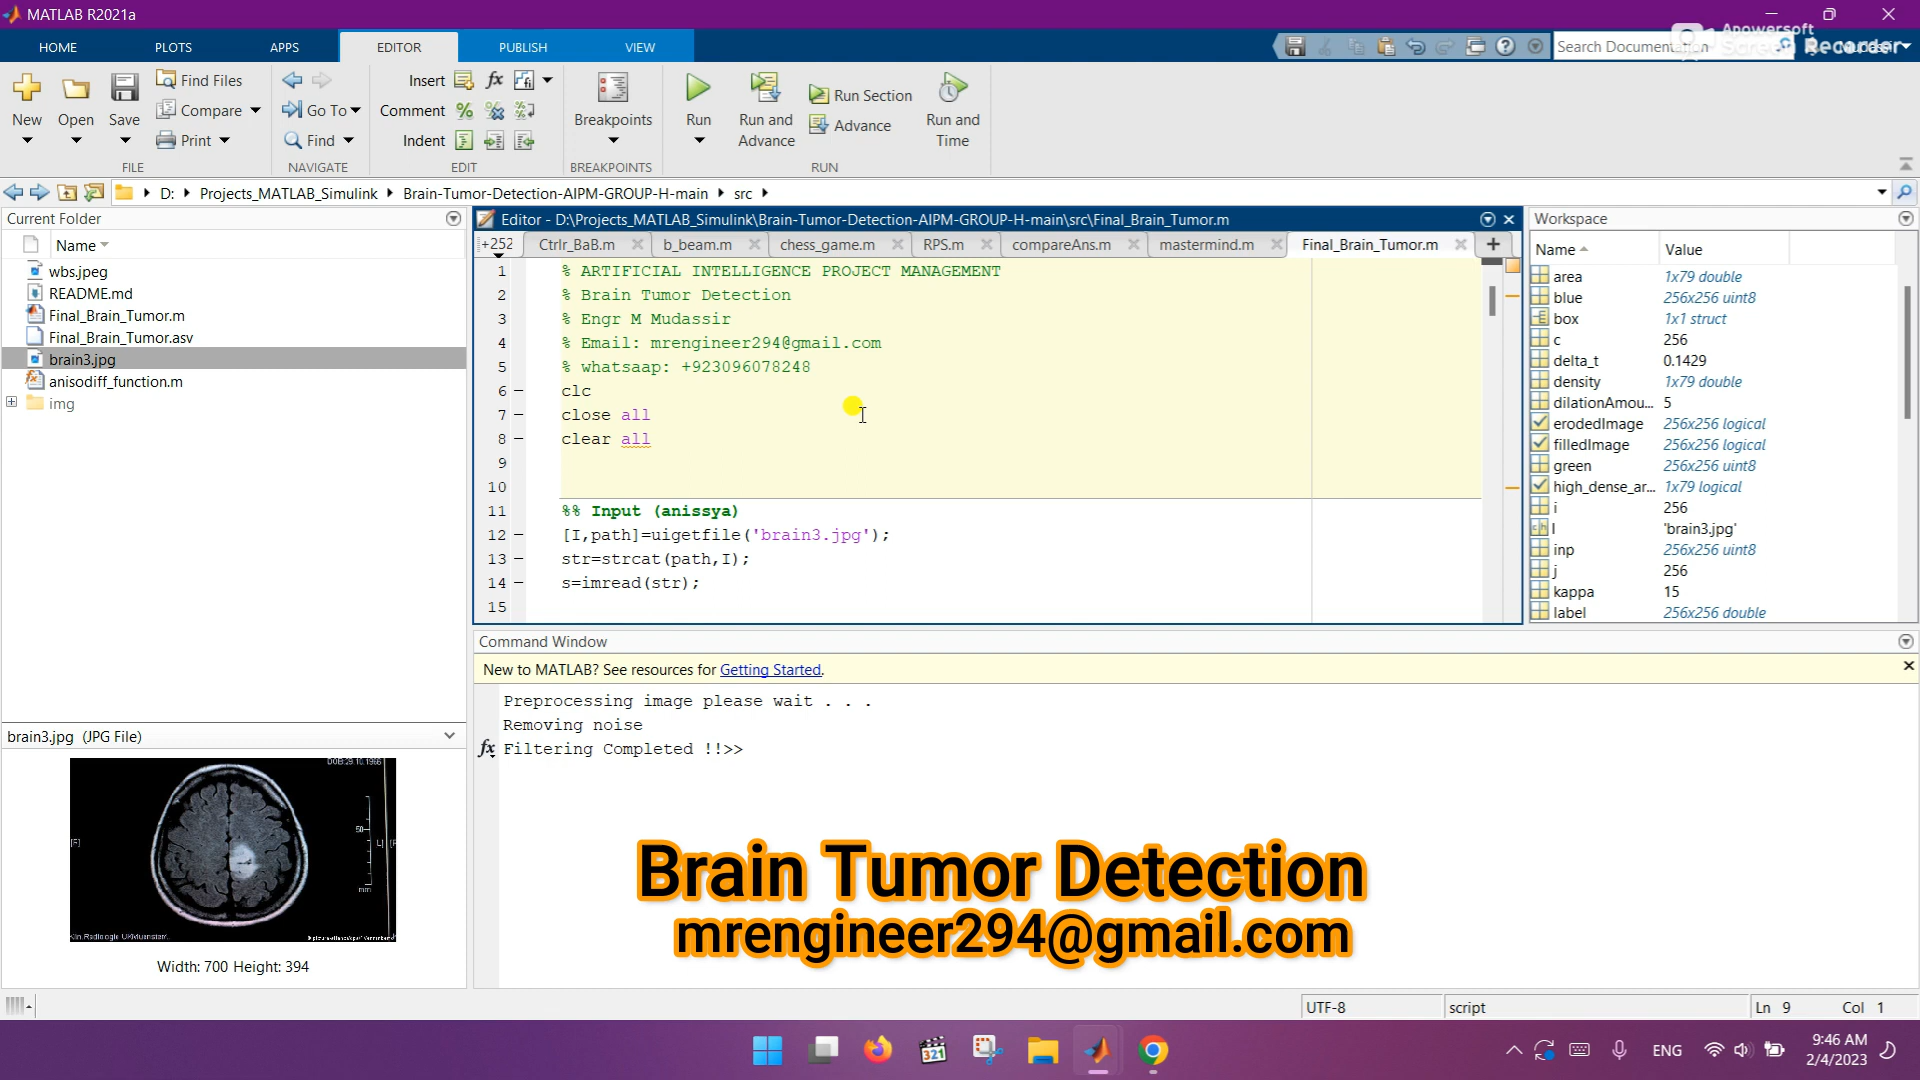 MATLAB R2021a
Apowersoft
Screen Recorder
HOME PLOTS APPS EDITOR PUBLISH VIEW
Search Documentation
New
Open
Save
Find Files
Compare
Print
FILE
Go To
Find
NAVIGATE
Insert
Comment
Indent
EDIT
Breakpoints
BREAKPOINTS
Run
Run and
Advance
Run Section
Advance
Run and
Time
RUN
D: Projects_MATLAB_Simulink Brain-Tumor-Detection-AIPM-GROUP-H-main src
Current Folder
Name
wbs.jpeg
README.md
Final_Brain_Tumor.m
Final_Brain_Tumor.asv
brain3.jpg
anisodiff_function.m
img
brain3.jpg (JPG File)
DOB:29.10.1966
[R]
50
L]
mm
Width: 700 Height: 394
Editor - D:\Projects_MATLAB_Simulink\Brain-Tumor-Detection-AIPM-GROUP-H-main\src\Final_Brain_Tumor.m
+252 Ctrlr_BaB.m b_beam.m chess_game.m RPS.m compareAns.m mastermind.m Final_Brain_Tumor.m
1 % ARTIFICIAL INTELLIGENCE PROJECT MANAGEMENT
2 % Brain Tumor Detection
3 % Engr M Mudassir
4 % Email: mrengineer294@gmail.com
5 % whatsaap: +923096078248
6 – clc
7 – close all
8 – clear all
9
10
11 %% Input (anissya)
12 – [I,path]=uigetfile('brain3.jpg');
13 – str=strcat(path,I);
14 – s=imread(str);
15
Workspace
Name Value
area 1x79 double
blue 256x256 uint8
box 1x1 struct
c 256
delta_t 0.1429
density 1x79 double
dilationAmou... 5
erodedImage 256x256 logical
filledImage 256x256 logical
green 256x256 uint8
high_dense_ar... 1x79 logical
i 256
I 'brain3.jpg'
inp 256x256 uint8
j 256
kappa 15
label 256x256 double
Command Window
New to MATLAB? See resources for Getting Started.
Preprocessing image please wait . . .
Removing noise
fx Filtering Completed !!>>
Brain Tumor Detection
mrengineer294@gmail.com
UTF-8 script Ln 9 Col 1
ENG
9:46 AM
2/4/2023